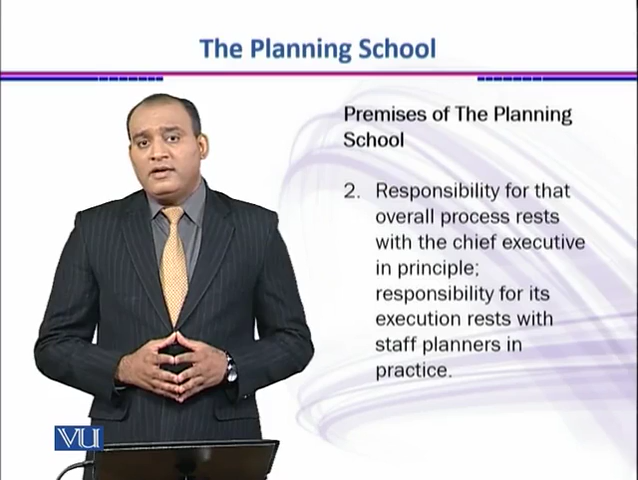 The Planning School
Premises of The Planning
School
2. Responsibility for that
overall process rests
with the chief executive
in principle;
responsibility for its
execution rests with
staff planners in
practice.
VU